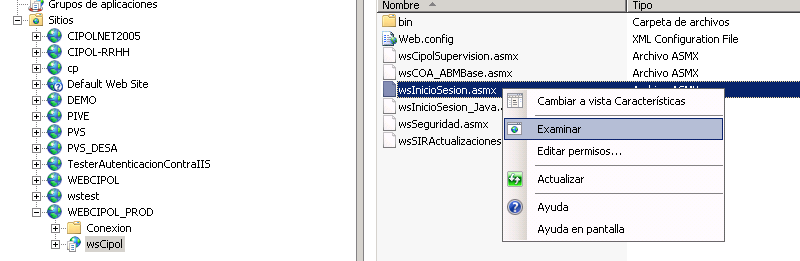 Grupos de aplicaciones
Sitios
CIPOLNET2005
CIPOL-RRHH
cp
Default Web Site
DEMO
PIVE
PVS
PVS_DESA
TesterAutenticacionContraIIS
WEBCIPOL
wstest
WEBCIPOL_PROD
Conexion
wsCipol
Nombre Tipo
bin Carpeta de archivos
Web.config XML Configuration File
wsCipolSupervision.asmx Archivo ASMX
wsCOA_ABMBase.asmx Archivo ASMX
wsInicioSesion.asmx Archivo ASMX
wsInicioSesion_Java.
wsSeguridad.asmx
wsSIRActualizaciones
Cambiar a vista Características
Examinar
Editar permisos...
Actualizar
Ayuda
Ayuda en pantalla